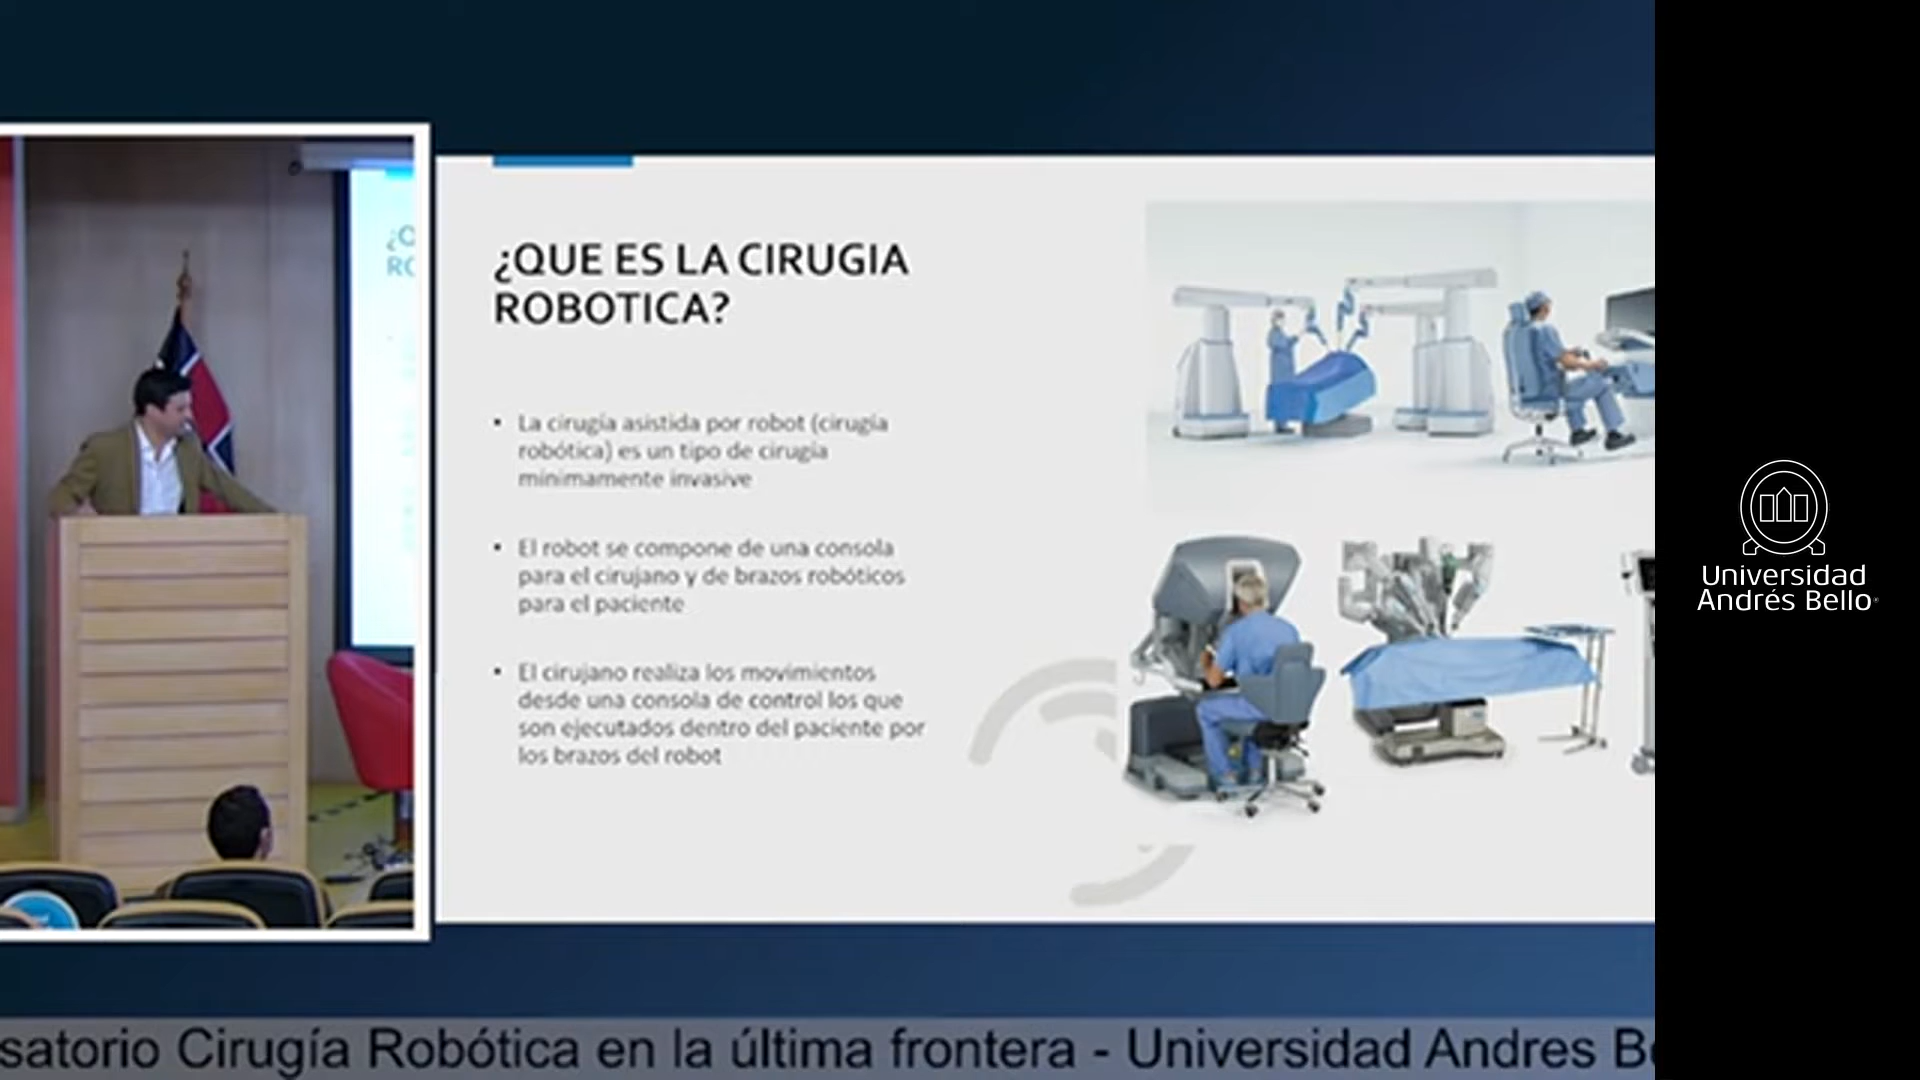 ¿QUE ES LA CIRUGIA
ROBOTICA?
• La cirugía asistida por robot (cirugía
robótica) es un tipo de cirugía
mínimamente invasive
• El robot se compone de una consola
para el cirujano y de brazos robóticos
para el paciente
• El cirujano realiza los movimientos
desde una consola de control los que
son ejecutados dentro del paciente por
los brazos del robot
¿Q
RO
Universidad
Andrés Bello
satorio Cirugía Robótica en la última frontera - Universidad Andres Be